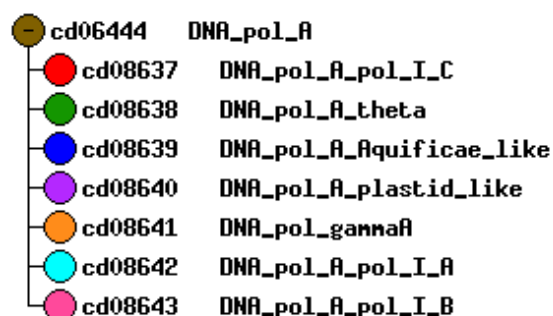 cd06444 DNA_pol_A
cd08637 DNA_pol_A_pol_I_C
cd08638 DNA_pol_A_theta
cd08639 DNA_pol_A_Aquificae_like
cd08640 DNA_pol_A_plastid_like
cd08641 DNA_pol_gammaA
cd08642 DNA_pol_A_pol_I_A
cd08643 DNA_pol_A_pol_I_B